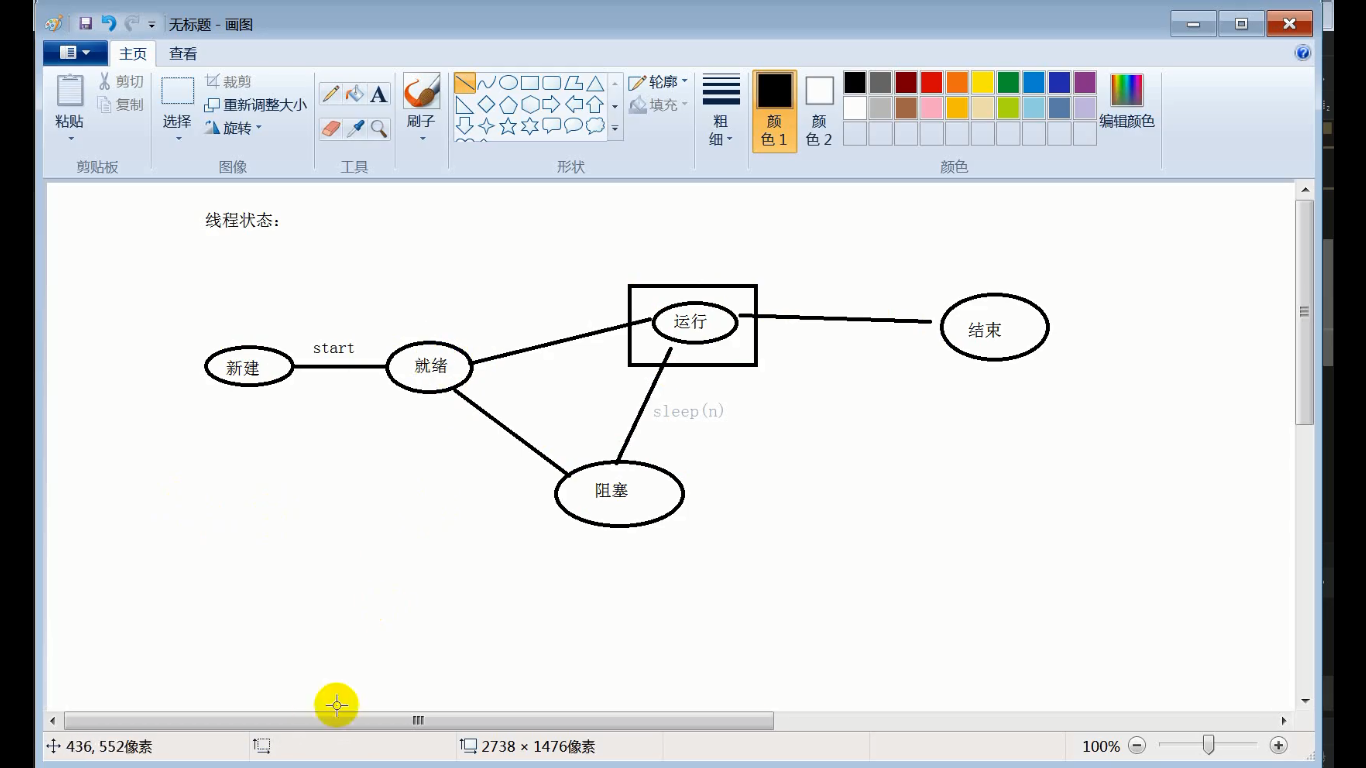 无标题 - 画图
主页 查看
粘贴
剪切
复制
剪贴板
选择
裁剪
重新调整大小
旋转
图像
A
工具
刷子
轮廓
填充
形状
粗
细
颜
色 1
颜
色 2
编辑颜色
颜色
线程状态:
新建
start
就绪
运行
结束
sleep(n)
阻塞
436, 552像素
2738 × 1476像素
100%